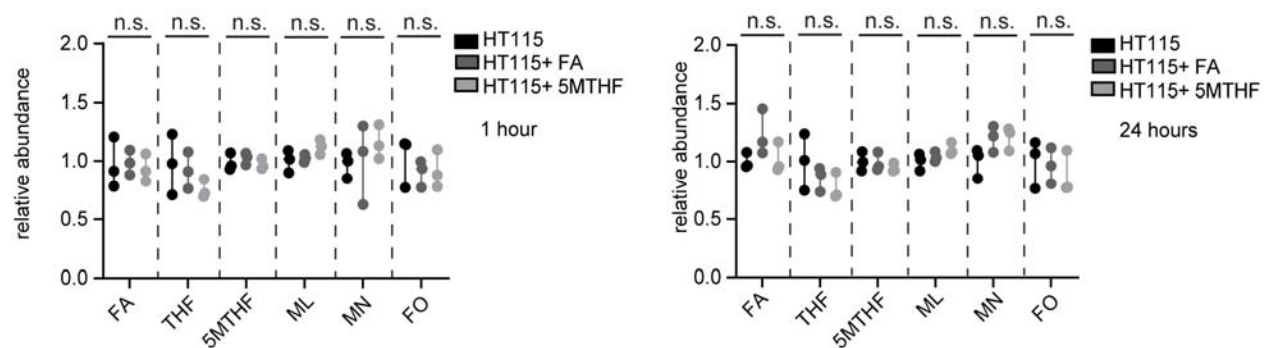 n.s. n.s. n.s. n.s. n.s. n.s.
relative abundance
2.0
1.5
1.0
0.5
0.0
FA THF 5MTHF ML MN FO
HT115
HT115+ FA
HT115+ 5MTHF
1 hour
n.s. n.s. n.s. n.s. n.s. n.s.
relative abundance
2.0
1.5
1.0
0.5
0.0
FA THF 5MTHF ML MN FO
HT115
HT115+ FA
HT115+ 5MTHF
24 hours